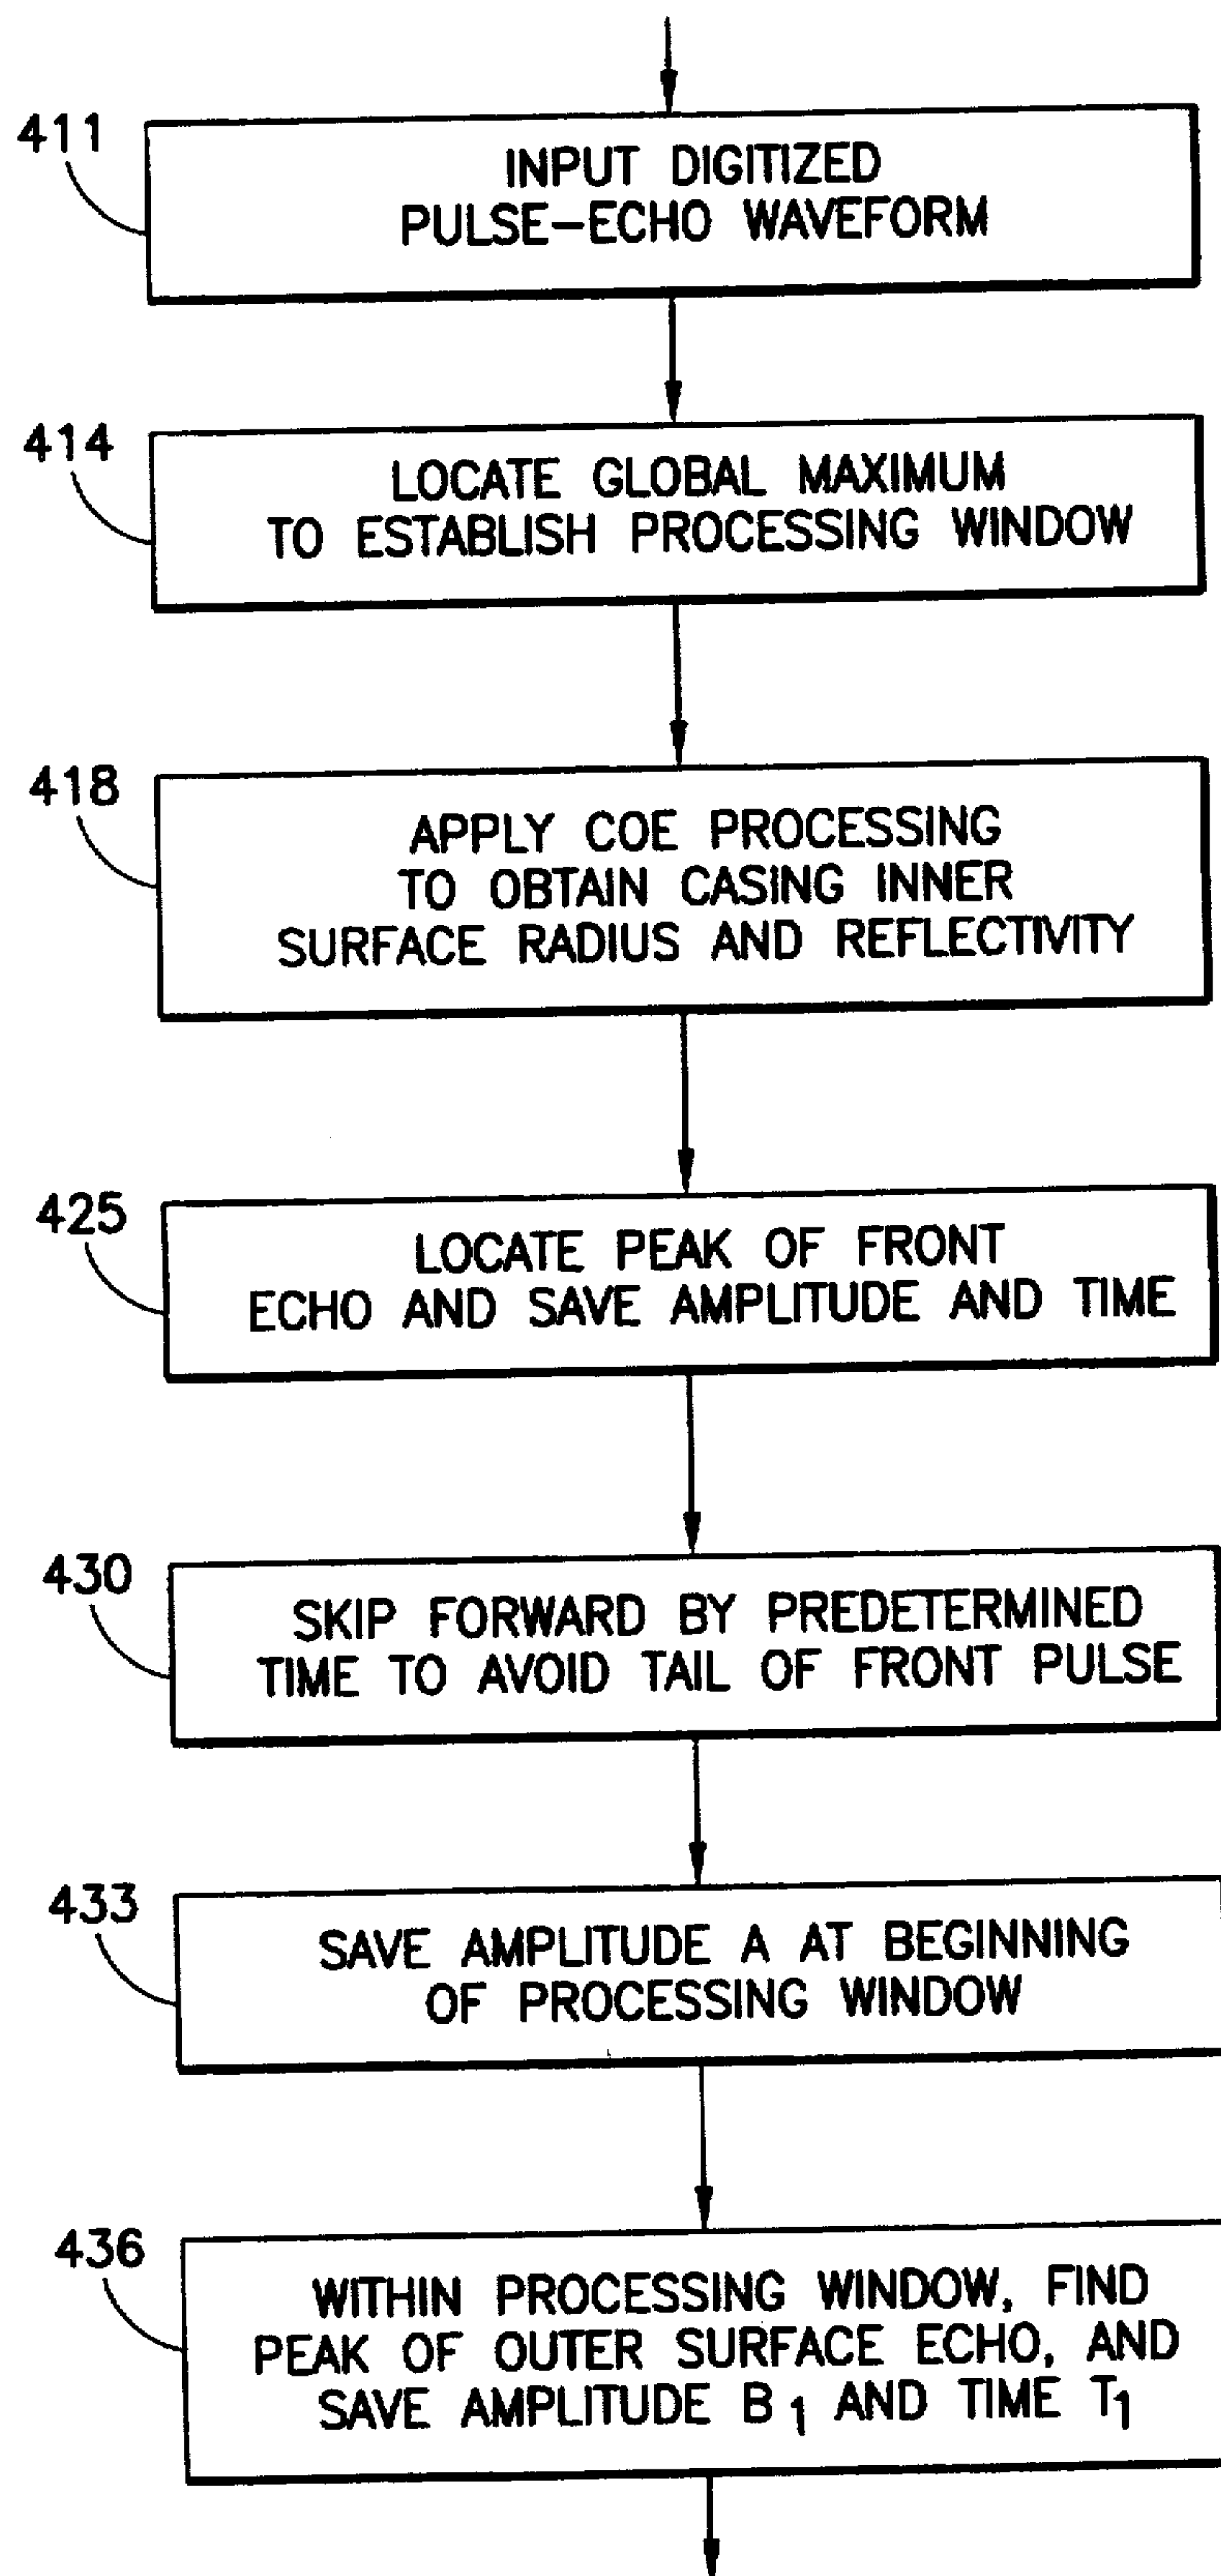 411
INPUT DIGITIZED
PULSE-ECHO WAVEFORM
414
LOCATE GLOBAL MAXIMUM
TO ESTABLISH PROCESSING WINDOW
418
APPLY COE PROCESSING
TO OBTAIN CASING INNER
SURFACE RADIUS AND REFLECTIVITY
425
LOCATE PEAK OF FRONT
ECHO AND SAVE AMPLITUDE AND TIME
430
SKIP FORWARD BY PREDETERMINED
TIME TO AVOID TAIL OF FRONT PULSE
433
SAVE AMPLITUDE A AT BEGINNING
OF PROCESSING WINDOW
436
WITHIN PROCESSING WINDOW, FIND
PEAK OF OUTER SURFACE ECHO, AND
SAVE AMPLITUDE B1 AND TIME T1